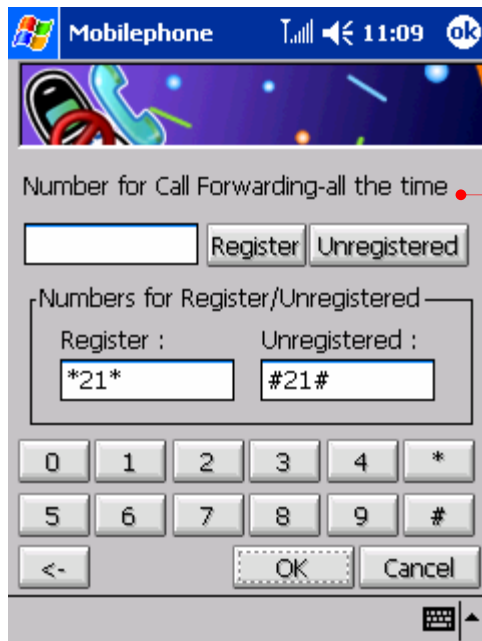 Mobilephone 11:09 ok
Number for Call Forwarding-all the time
Register Unregistered
Numbers for Register/Unregistered
Register : Unregistered :
*21* #21#
0 1 2 3 4 *
5 6 7 8 9 #
<- OK Cancel